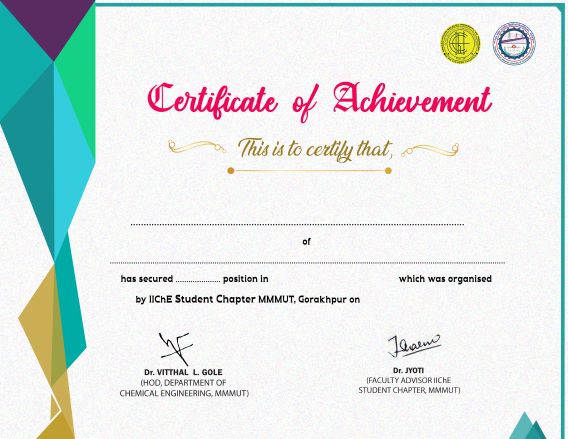 Certificate of Achievement
This is to certify that,
................................................................................................................
of
....................................................................................................................................
has secured .................... position in which was organised
by IIChE Student Chapter MMMUT, Gorakhpur on
Dr. VITTHAL L. GOLE
(HOD, DEPARTMENT OF
CHEMICAL ENGINEERING, MMMUT)
Dr. JYOTI
(FACULTY ADVISOR IIChE
STUDENT CHAPTER, MMMUT)